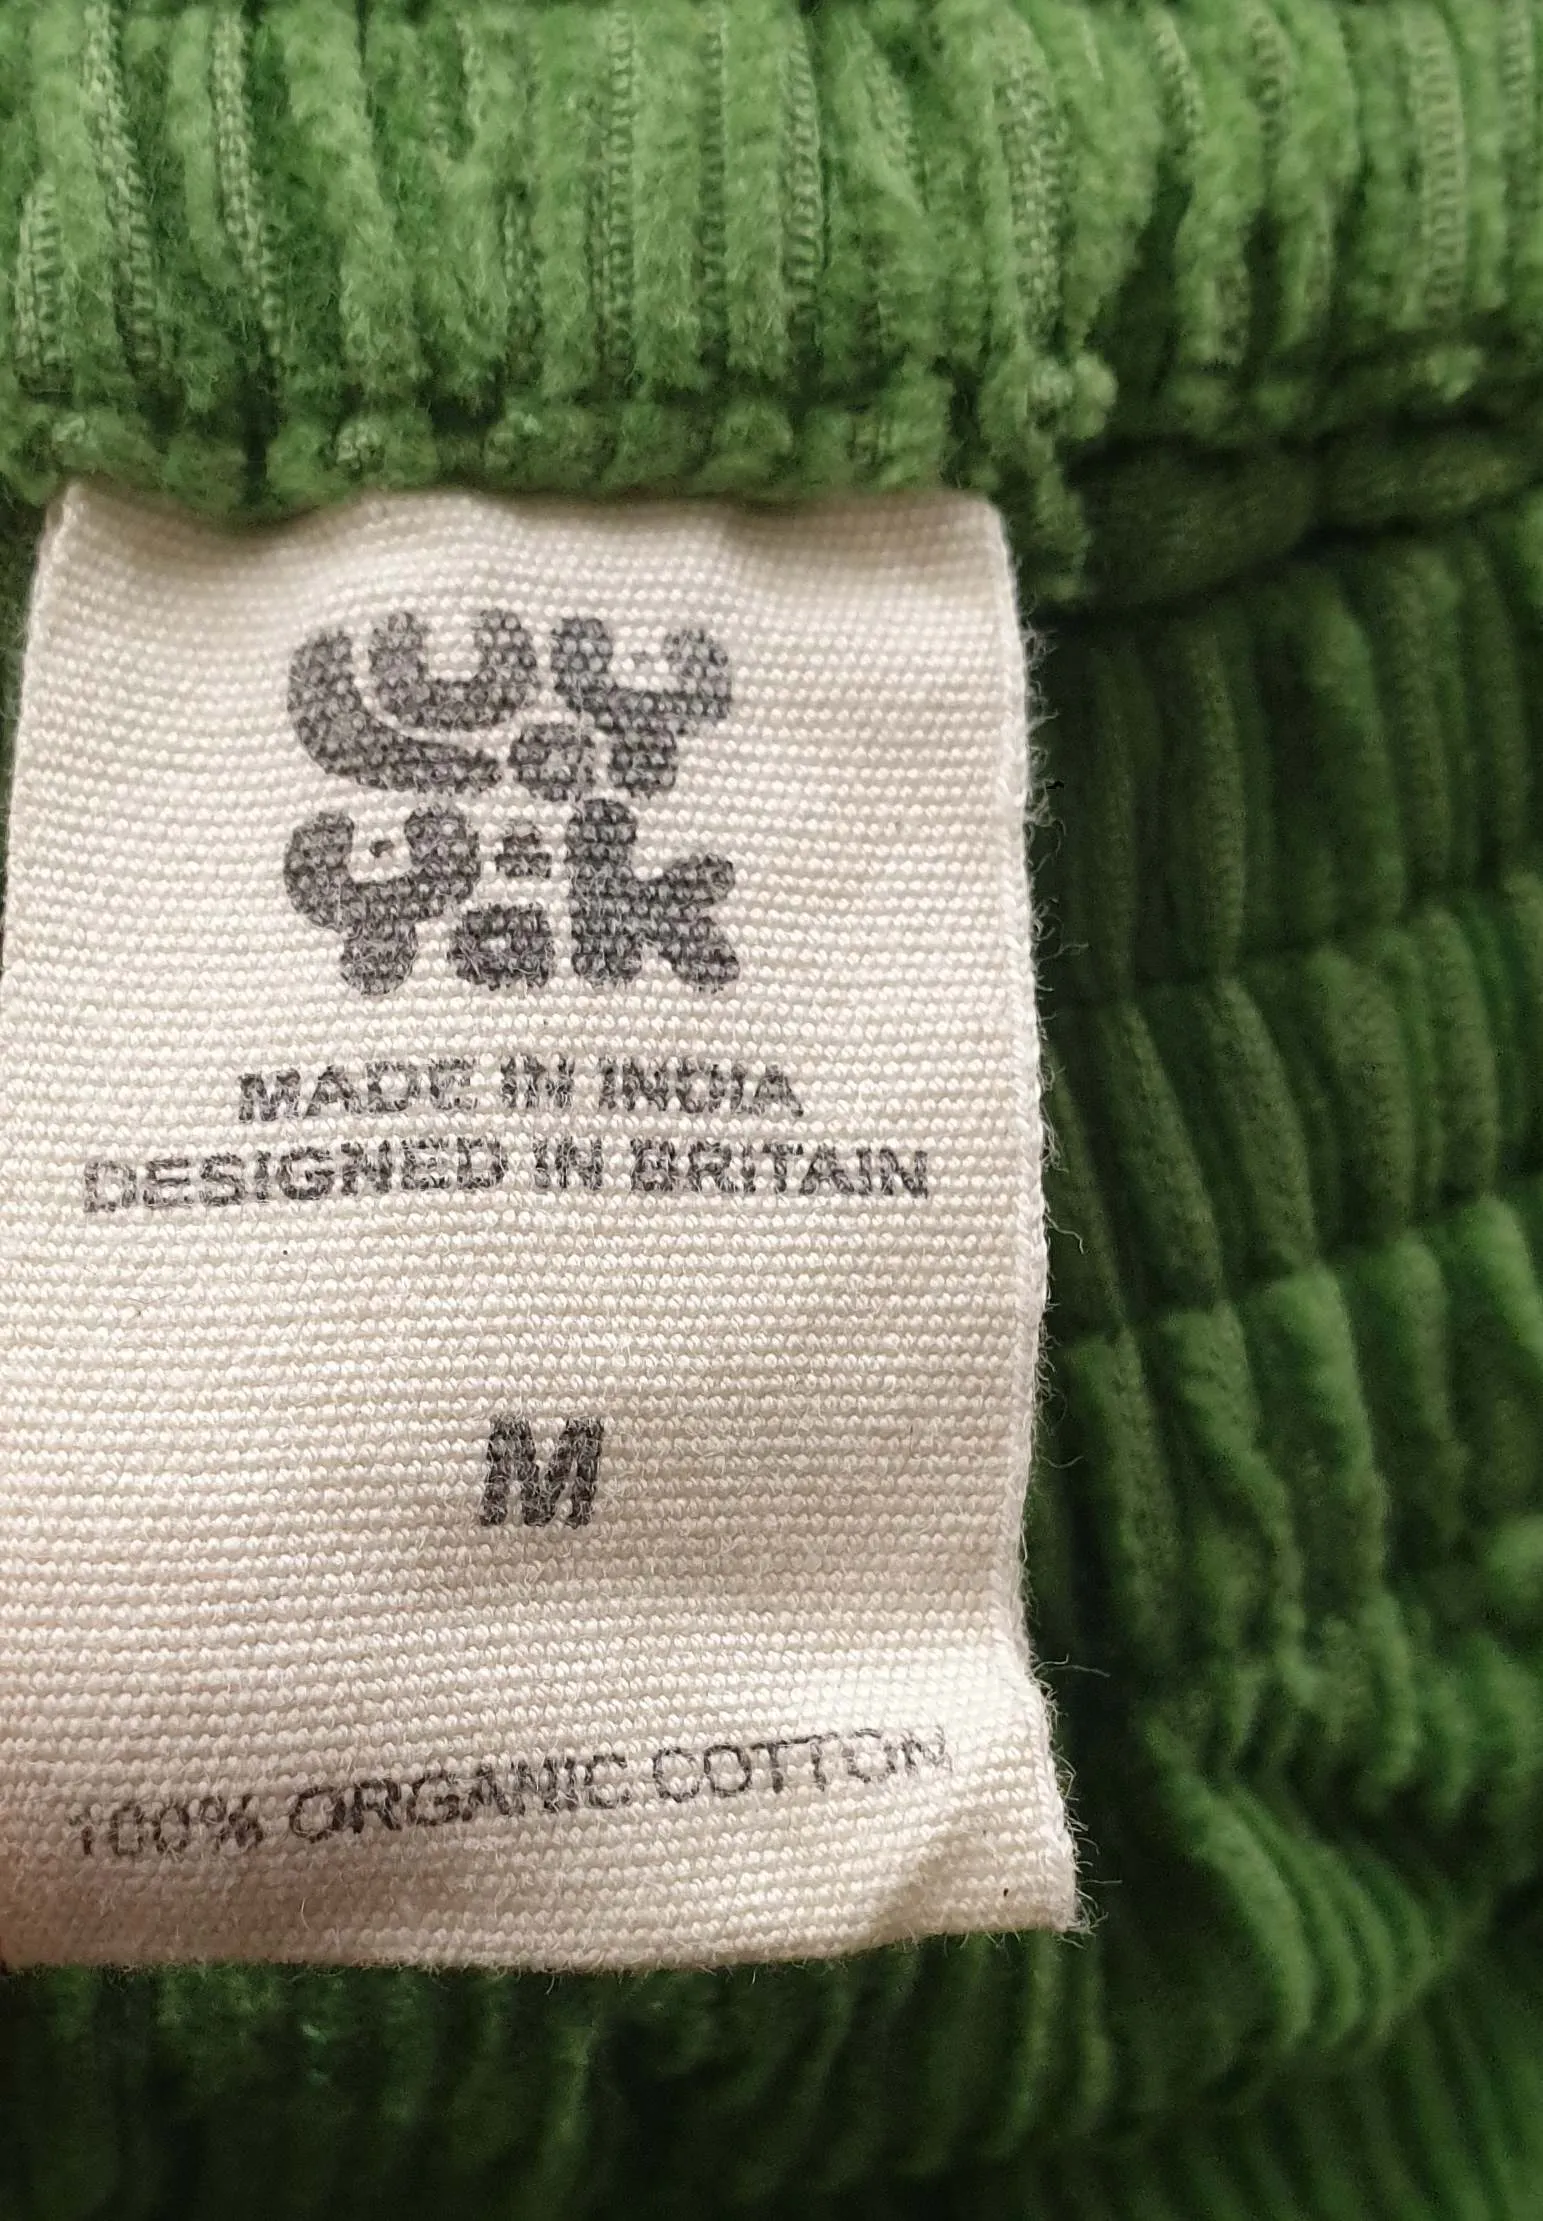 LUCY
&
YAK
MADE IN INDIA
DESIGNED IN BRITAIN
M
100% ORGANIC COTTON